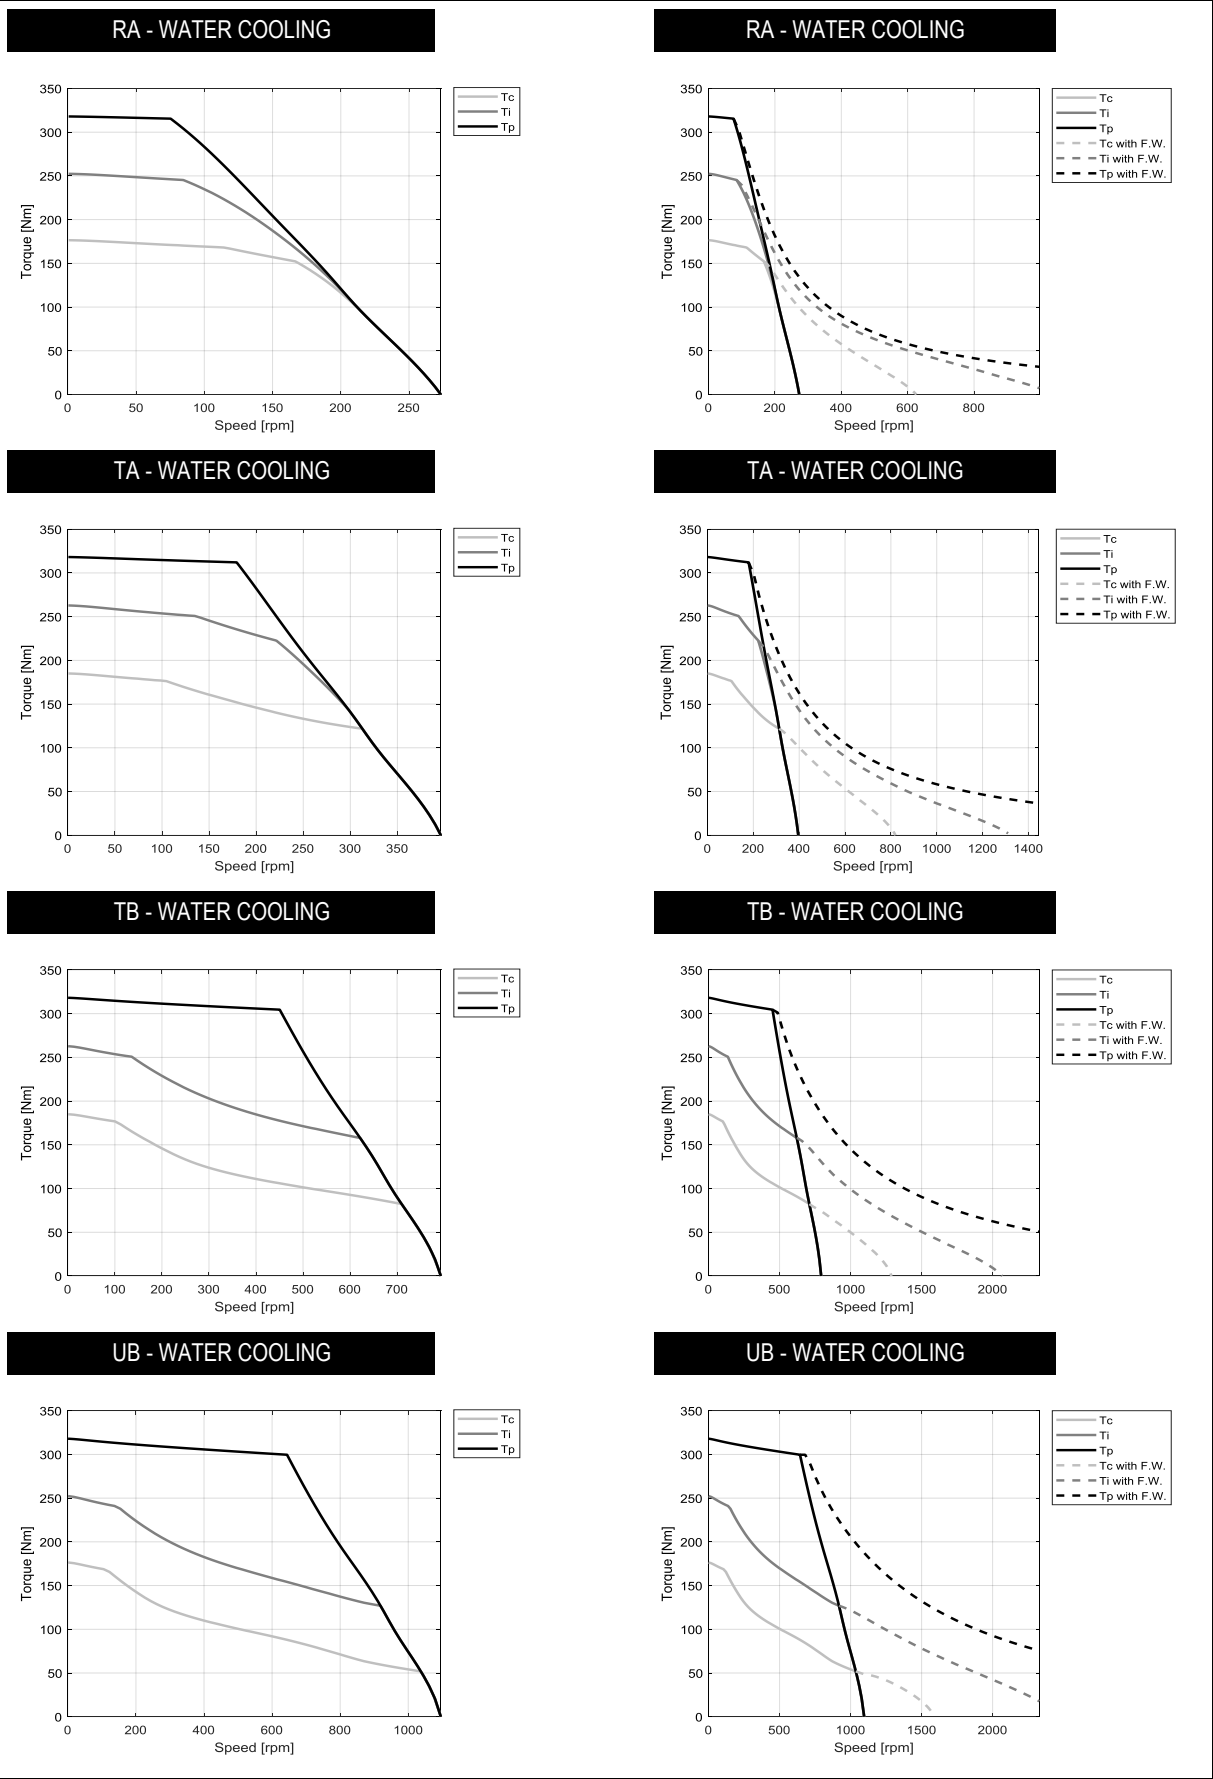 RA - WATER COOLING
RA - WATER COOLING
350
300
250
200
150
100
50
0
Torque [Nm]
0 50 100 150 200 250
Speed [rpm]
Tc
Ti
Tp
350
300
250
200
150
100
50
0
Torque [Nm]
0 200 400 600 800
Speed [rpm]
Tc
Ti
Tp
Tc with F.W.
Ti with F.W.
Tp with F.W.
TA - WATER COOLING
TA - WATER COOLING
350
300
250
200
150
100
50
0
Torque [Nm]
0 50 100 150 200 250 300 350
Speed [rpm]
Tc
Ti
Tp
350
300
250
200
150
100
50
0
Torque [Nm]
0 200 400 600 800 1000 1200 1400
Speed [rpm]
Tc
Ti
Tp
Tc with F.W.
Ti with F.W.
Tp with F.W.
TB - WATER COOLING
TB - WATER COOLING
350
300
250
200
150
100
50
0
Torque [Nm]
0 100 200 300 400 500 600 700
Speed [rpm]
Tc
Ti
Tp
350
300
250
200
150
100
50
0
Torque [Nm]
0 500 1000 1500 2000
Speed [rpm]
Tc
Ti
Tp
Tc with F.W.
Ti with F.W.
Tp with F.W.
UB - WATER COOLING
UB - WATER COOLING
350
300
250
200
150
100
50
0
Torque [Nm]
0 200 400 600 800 1000
Speed [rpm]
Tc
Ti
Tp
350
300
250
200
150
100
50
0
Torque [Nm]
0 500 1000 1500 2000
Speed [rpm]
Tc
Ti
Tp
Tc with F.W.
Ti with F.W.
Tp with F.W.